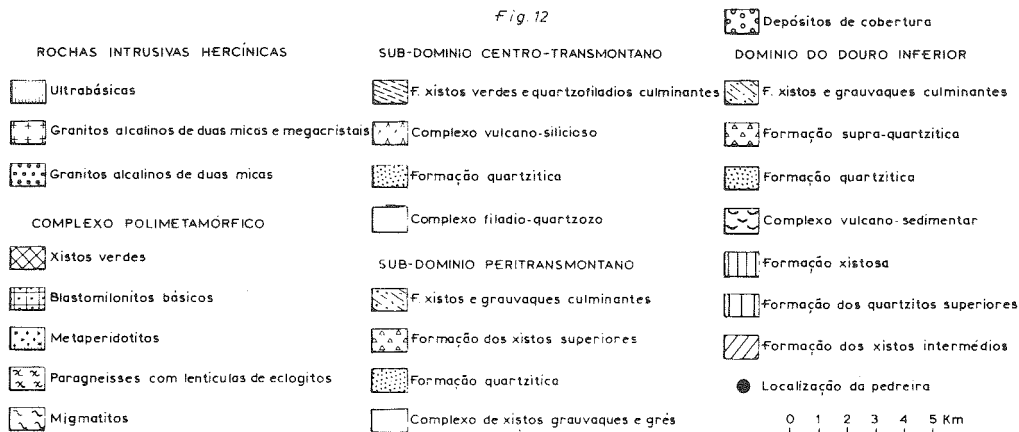 Fig. 12
ROCHAS INTRUSIVAS HERCÍNICAS
Ultrabásicas
Granitos alcalinos de duas micas e megacristais
Granitos alcalinos de duas micas
COMPLEXO POLIMETAMÓRFICO
Xistos verdes
Blastomilonitos básicos
Metaperidotitos
Paragneisses com lenticulas de eclogitos
Migmatitos
SUB-DOMINIO CENTRO-TRANSMONTANO
F. xistos verdes e quartzofiladios culminantes
Complexo vulcano-silicioso
Formação quartzitica
Complexo filadio-quartzozo
SUB-DOMINIO PERITRANSMONTANO
F. xistos e grauvaques culminantes
Formação dos xistos superiores
Formação quartzitica
Complexo de xistos grauvaques e grés
Depósitos de cobertura
DOMINIO DO DOURO INFERIOR
F. xistos e grauvaques culminantes
Formação supra-quartzitica
Formação quartzitica
Complexo vulcano-sedimentar
Formação xistosa
Formação dos quartzitos superiores
Formação dos xistos intermédios
Localização da pedreira
0 1 2 3 4 5 Km